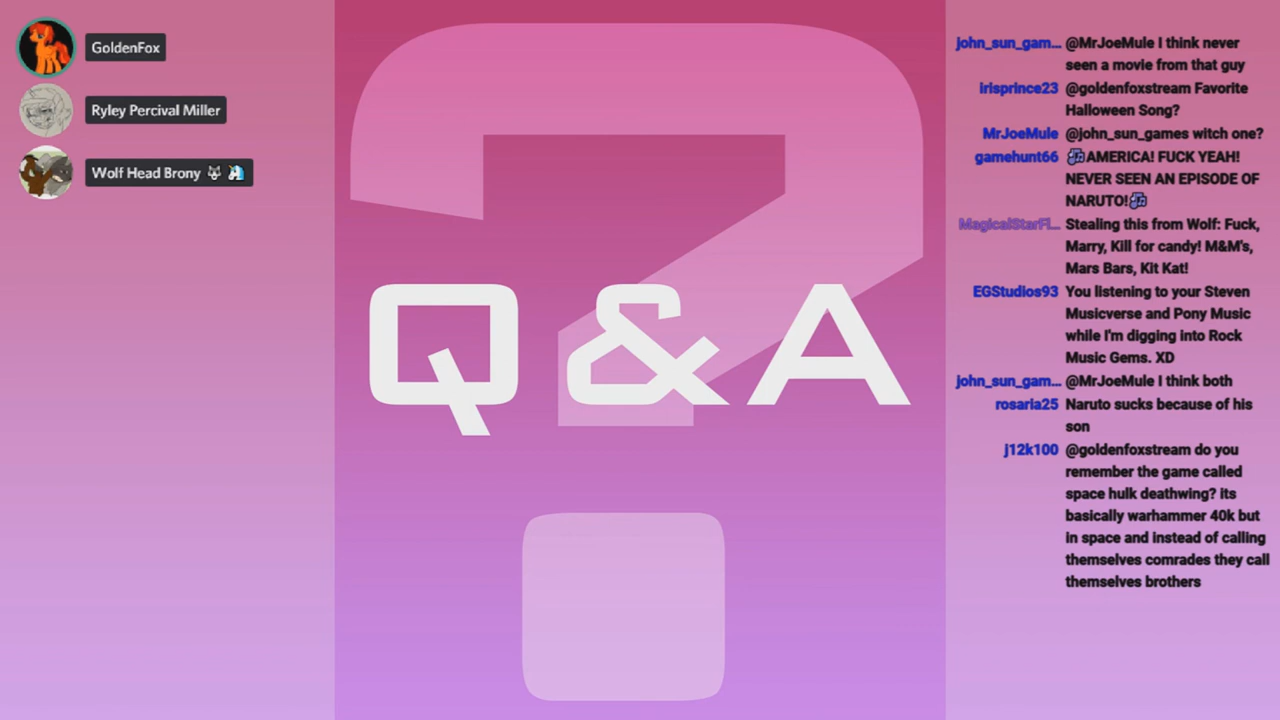 GoldenFox
Ryley Percival Miller
Wolf Head Brony 🐺 🦄
Q & A
john_sun_gam... @MrJoeMule I think never
seen a movie from that guy
irisprince23 @goldenfoxstream Favorite
Halloween Song?
MrJoeMule @john_sun_games witch one?
gamehunt66 🎵AMERICA! FUCK YEAH!
NEVER SEEN AN EPISODE OF
NARUTO!🎵
MagicalStarFl... Stealing this from Wolf: Fuck,
Marry, Kill for candy! M&M's,
Mars Bars, Kit Kat!
EGStudios93 You listening to your Steven
Musicverse and Pony Music
while I'm digging into Rock
Music Gems. XD
john_sun_gam... @MrJoeMule I think both
rosaria25 Naruto sucks because of his
son
j12k100 @goldenfoxstream do you
remember the game called
space hulk deathwing? its
basically warhammer 40k but
in space and instead of calling
themselves comrades they call
themselves brothers